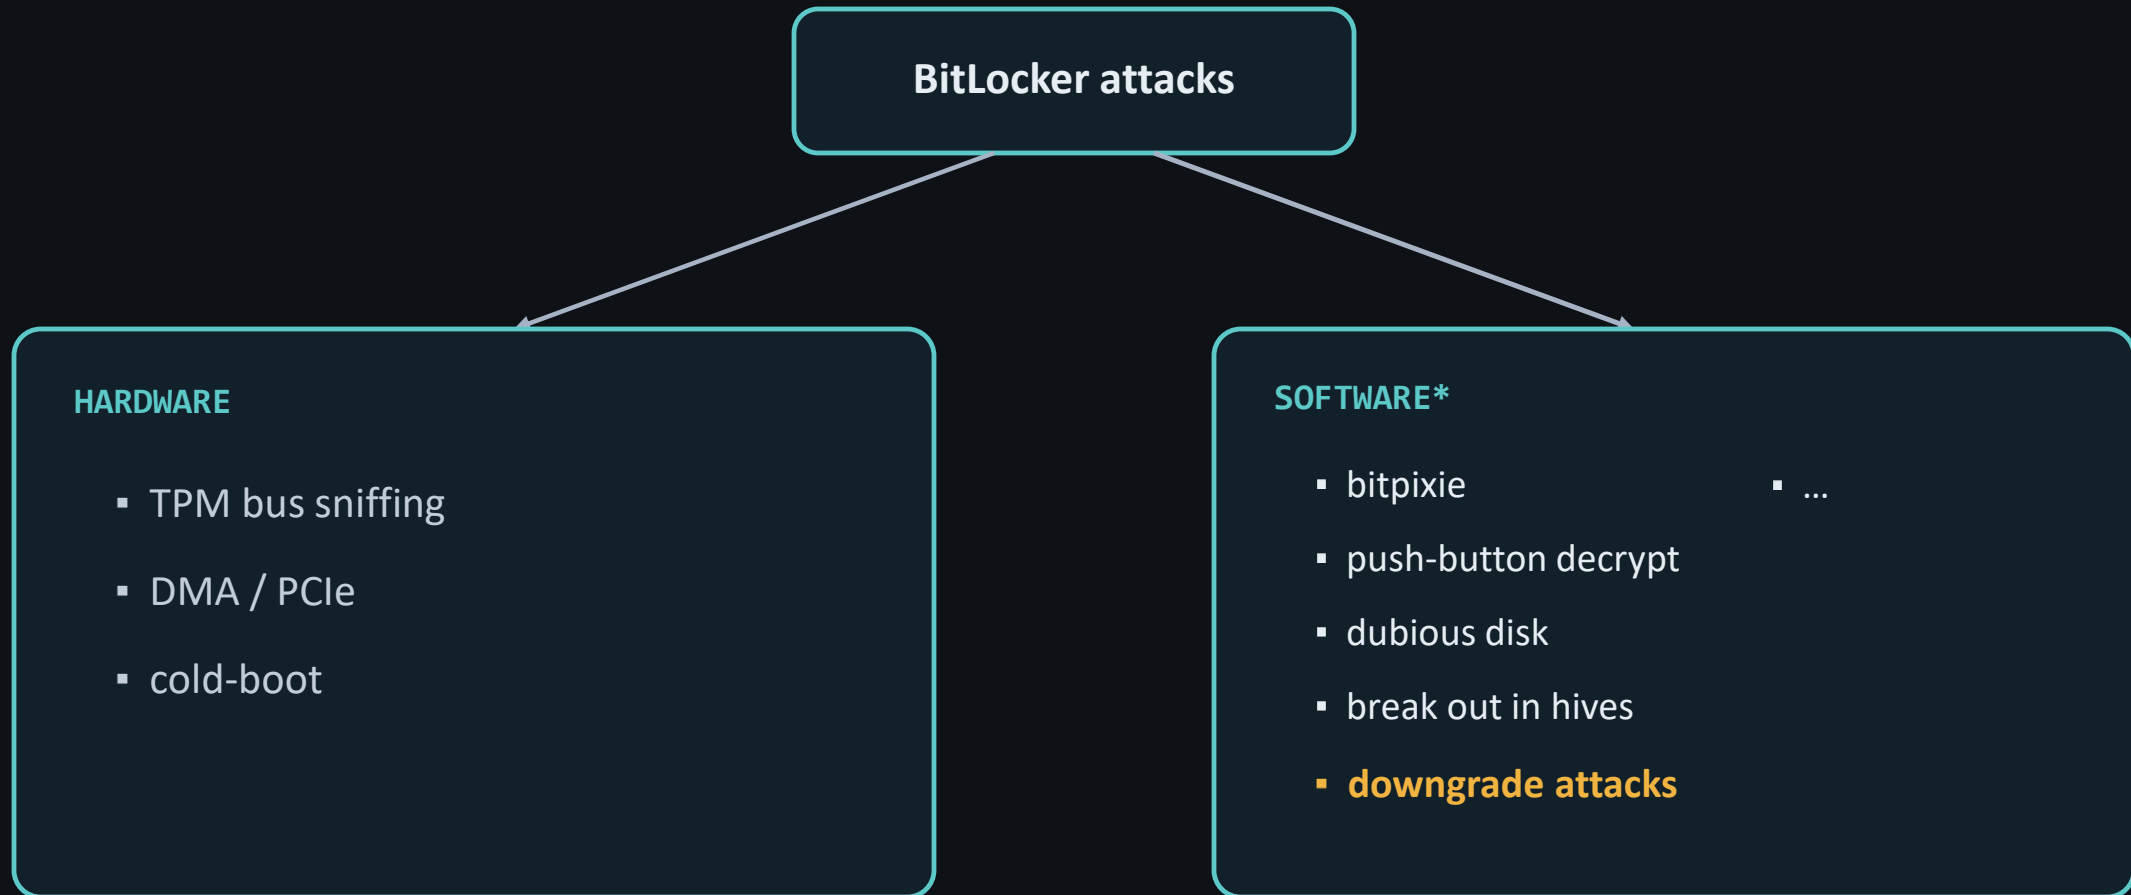 BitLocker attacks
HARDWARE
▪ TPM bus sniffing
▪ DMA / PCIe
▪ cold-boot
SOFTWARE*
▪ bitpixie
▪ push-button decrypt
▪ dubious disk
▪ break out in hives
▪ downgrade attacks
▪ ...